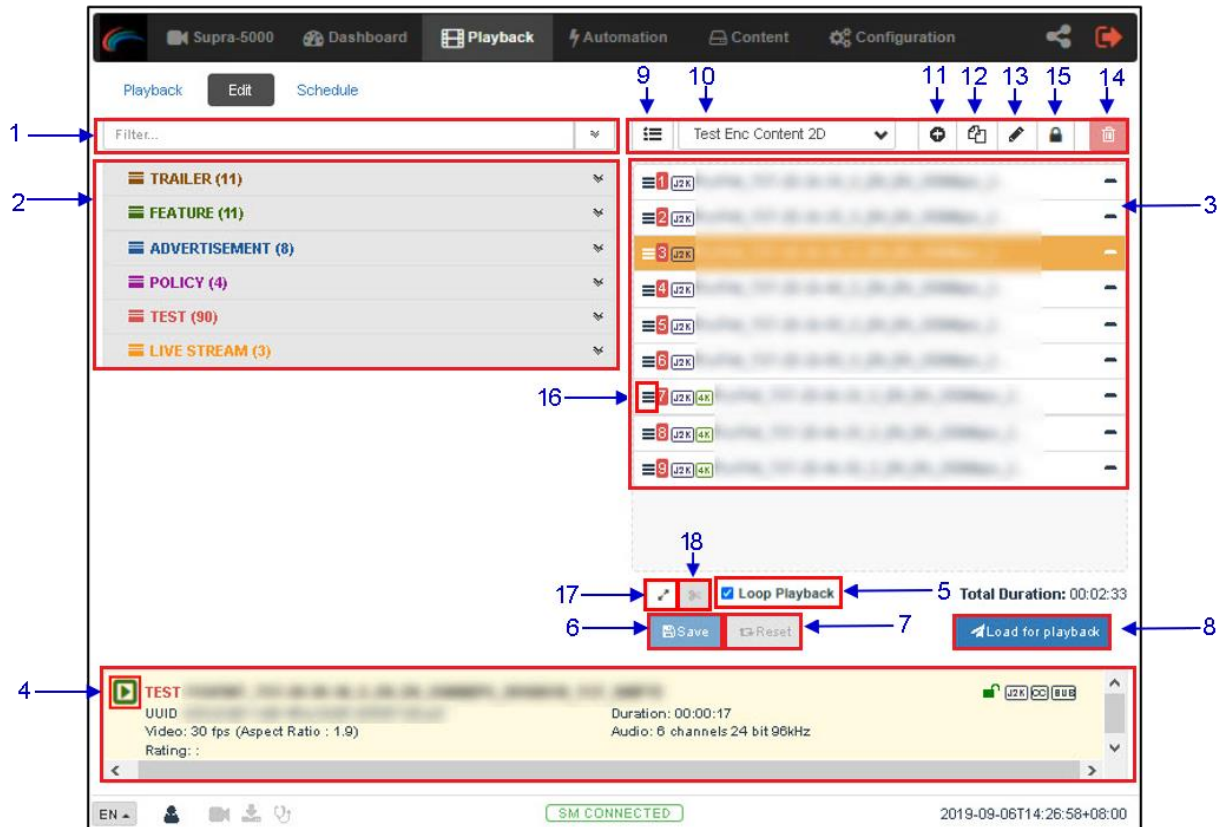 Supra-5000 Dashboard Playback Automation Content Configuration
Playback Edit Schedule
9 10 11 12 13 15 14
1 Filter... Test Enc Content 2D
2
TRAILER (11)
FEATURE (11)
ADVERTISEMENT (8)
POLICY (4)
TEST (90)
LIVE STREAM (3)
1 J2K
3
2 J2K
3 J2K
4 J2K
5 J2K
6 J2K
16 7 J2K 4K
8 J2K 4K
9 J2K 4K
18
17 Loop Playback 5 Total Duration: 00:02:33
6 Save Reset 7 Load for playback 8
4 TEST J2K CC SUB
UUID Duration: 00:00:17
Video: 30 fps (Aspect Ratio : 1.9) Audio: 6 channels 24 bit 96kHz
Rating: :
EN SM CONNECTED 2019-09-06T14:26:58+08:00